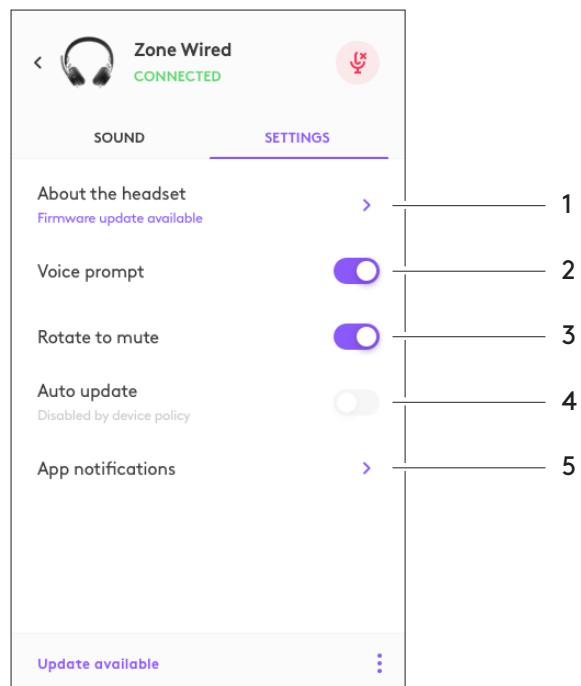 Zone Wired
CONNECTED
SOUND SETTINGS
About the headset
Firmware update available
1
Voice prompt
2
Rotate to mute
3
Auto update
Disabled by device policy
4
App notifications
5
Update available